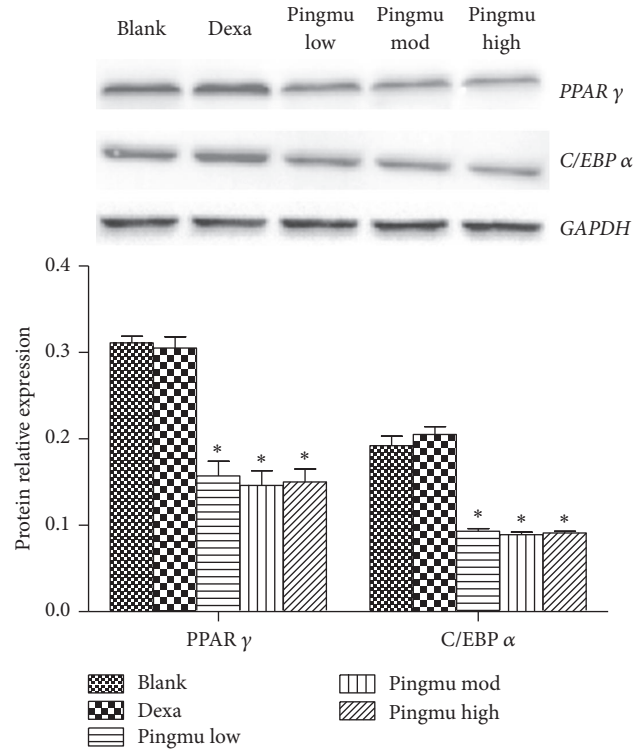 Blank Dexa Pingmu low Pingmu mod Pingmu high
PPAR γ
C/EBP α
GAPDH
0.4
0.3
0.2
0.1
0.0
Protein relative expression
* * *
* * *
PPAR γ C/EBP α
Blank
Dexa
Pingmu low
Pingmu mod
Pingmu high